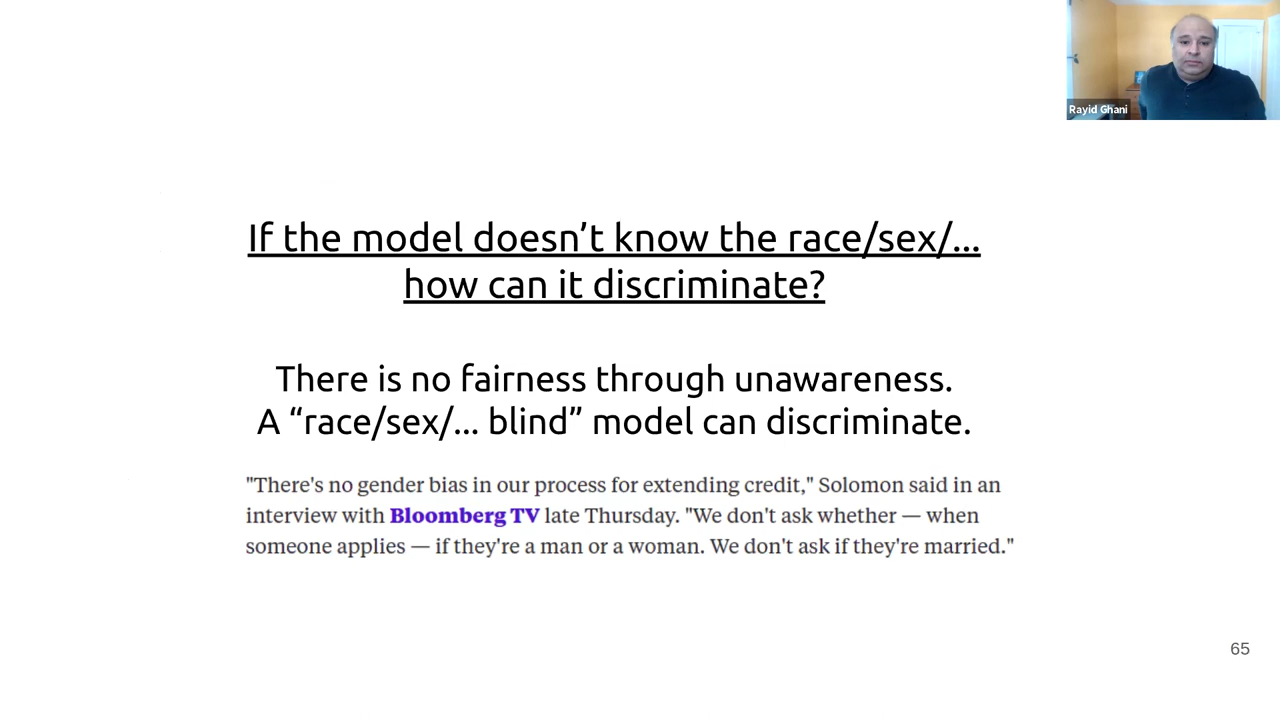 Rayid Ghani
If the model doesn’t know the race/sex/...
how can it discriminate?
There is no fairness through unawareness.
A “race/sex/... blind” model can discriminate.
"There's no gender bias in our process for extending credit," Solomon said in an
interview with Bloomberg TV late Thursday. "We don't ask whether — when
someone applies — if they're a man or a woman. We don't ask if they're married."
65